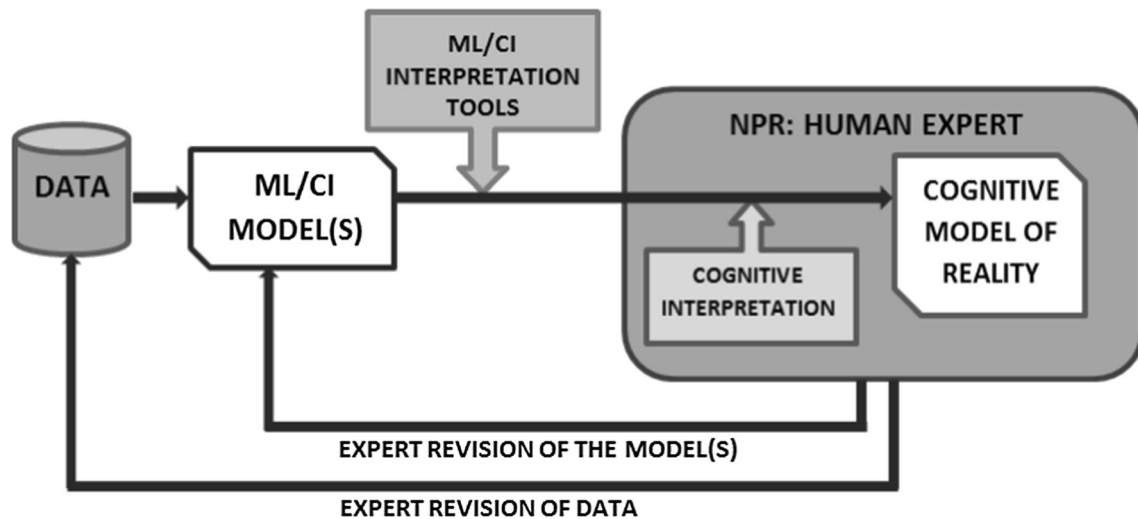 ML/CI
INTERPRETATION
TOOLS
NPR: HUMAN EXPERT
DATA
ML/CI
MODEL(S)
COGNITIVE
MODEL OF
REALITY
COGNITIVE
INTERPRETATION
EXPERT REVISION OF THE MODEL(S)
EXPERT REVISION OF DATA